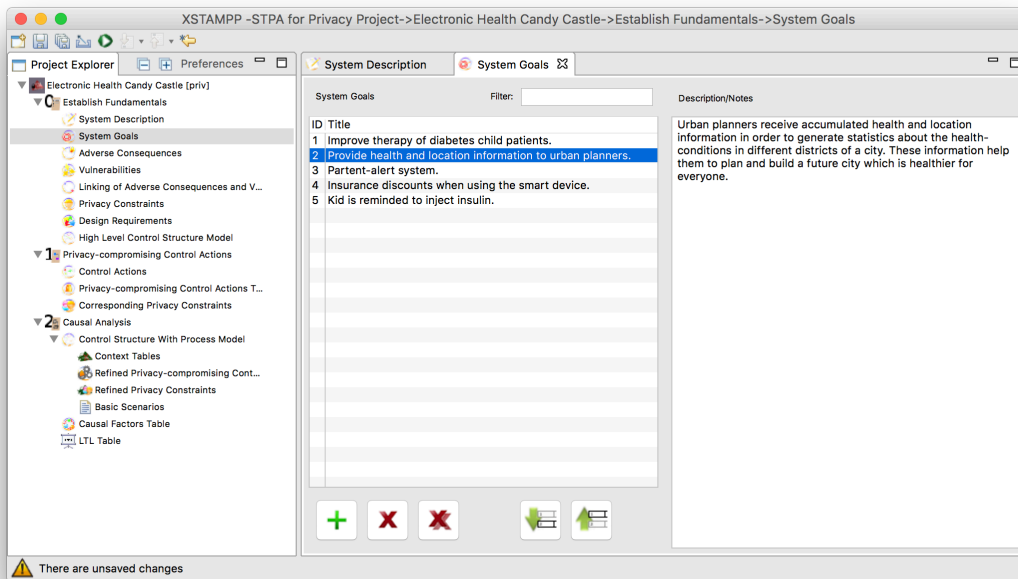 XSTAMPP -STPA for Privacy Project->Electronic Health Candy Castle->Establish Fundamentals->System Goals
Project Explorer
Preferences
Electronic Health Candy Castle [priv]
0 Establish Fundamentals
System Description
System Goals
Adverse Consequences
Vulnerabilities
Linking of Adverse Consequences and V...
Privacy Constraints
Design Requirements
High Level Control Structure Model
1 Privacy-compromising Control Actions
Control Actions
Privacy-compromising Control Actions T...
Corresponding Privacy Constraints
2 Causal Analysis
Control Structure With Process Model
Context Tables
Refined Privacy-compromising Cont...
Refined Privacy Constraints
Basic Scenarios
Causal Factors Table
LTL Table
System Description
System Goals
System Goals
Filter:
ID Title
1 Improve therapy of diabetes child patients.
2 Provide health and location information to urban planners.
3 Partent-alert system.
4 Insurance discounts when using the smart device.
5 Kid is reminded to inject insulin.
Description/Notes
Urban planners receive accumulated health and location
information in order to generate statistics about the health-
conditions in different districts of a city. These information help
them to plan and build a future city which is healthier for
everyone.
There are unsaved changes